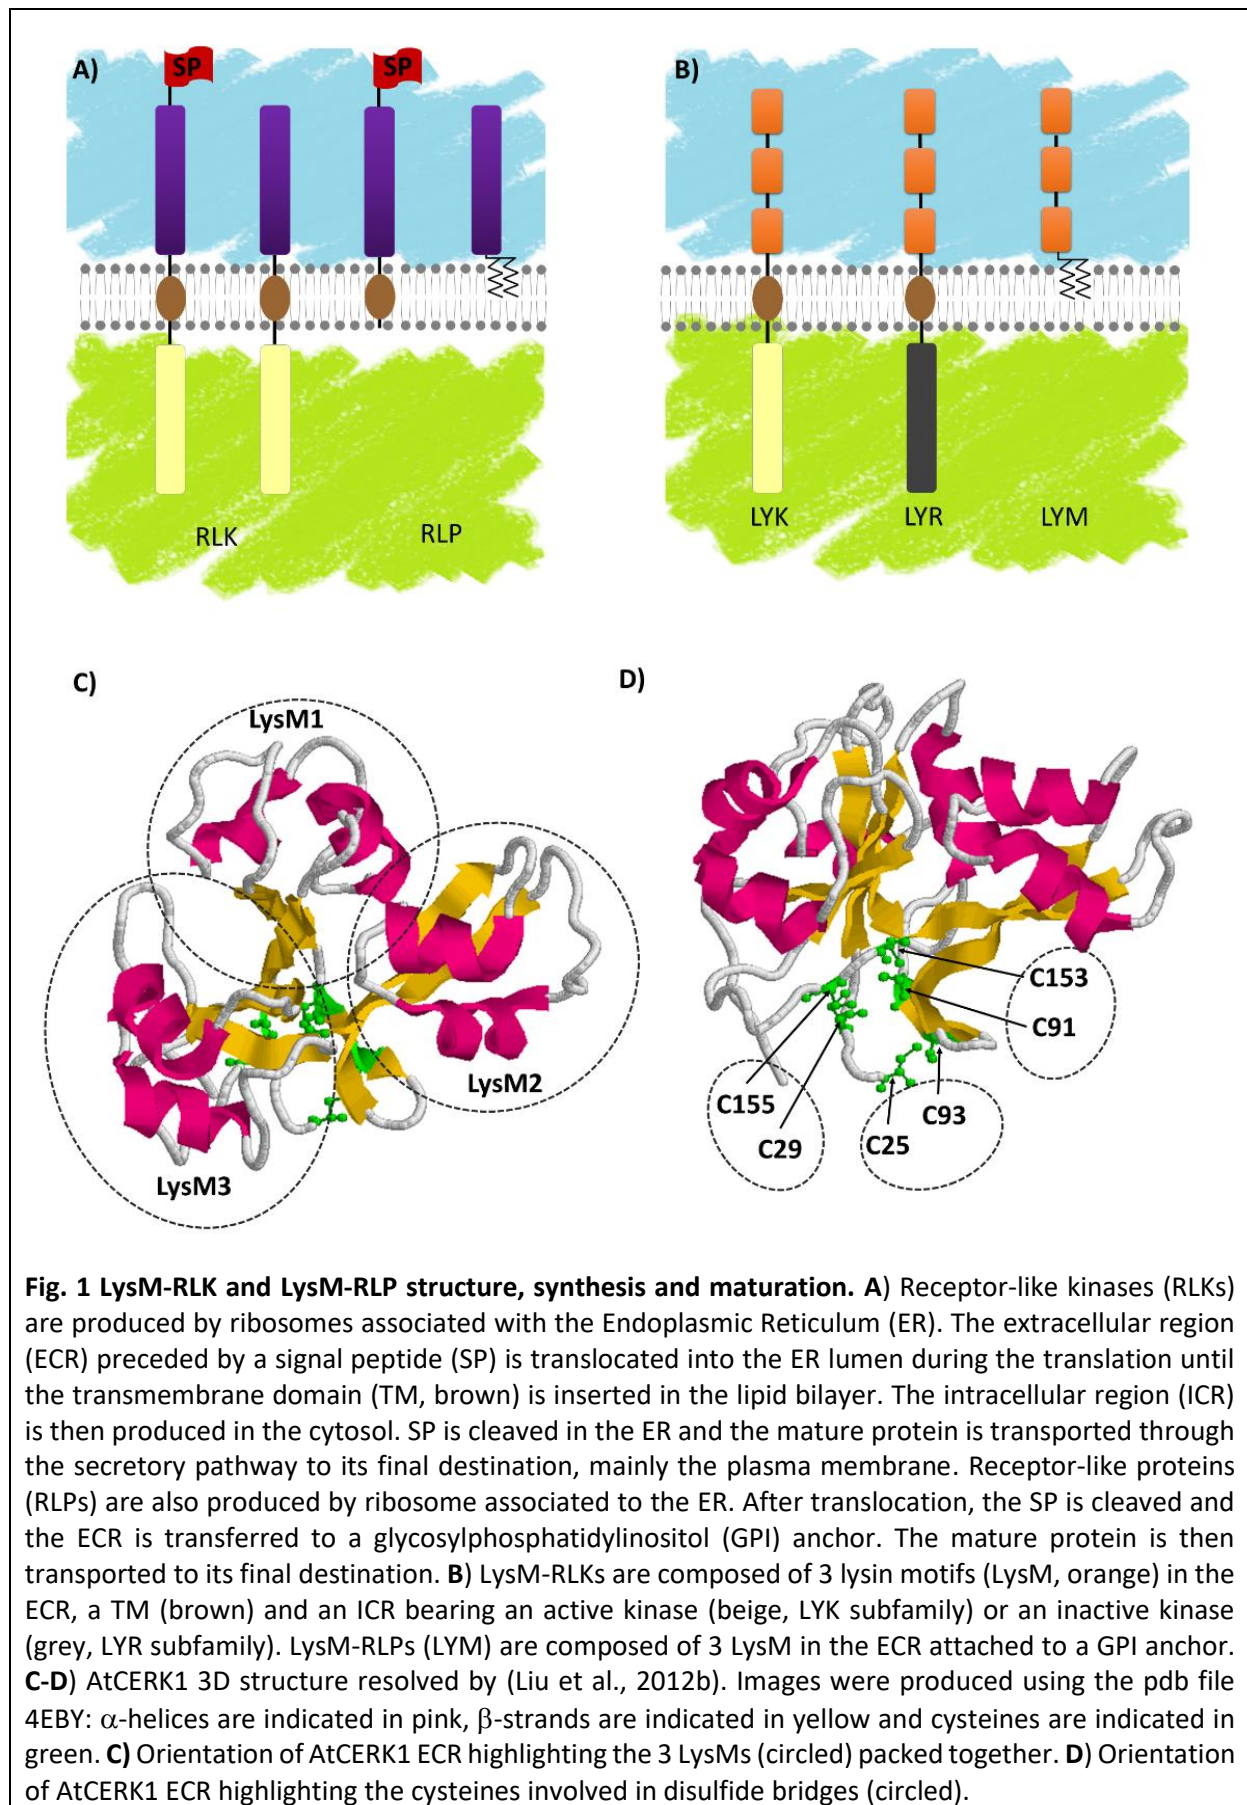 A)
SP
SP
RLK
RLP
B)
LYK
LYR
LYM
C)
LysM1
LysM2
LysM3
D)
C153
C91
C155
C29
C25
C93
Fig. 1 LysM-RLK and LysM-RLP structure, synthesis and maturation. A) Receptor-like kinases (RLKs)
are produced by ribosomes associated with the Endoplasmic Reticulum (ER). The extracellular region
(ECR) preceded by a signal peptide (SP) is translocated into the ER lumen during the translation until
the transmembrane domain (TM, brown) is inserted in the lipid bilayer. The intracellular region (ICR)
is then produced in the cytosol. SP is cleaved in the ER and the mature protein is transported through
the secretory pathway to its final destination, mainly the plasma membrane. Receptor-like proteins
(RLPs) are also produced by ribosome associated to the ER. After translocation, the SP is cleaved and
the ECR is transferred to a glycosylphosphatidylinositol (GPI) anchor. The mature protein is then
transported to its final destination. B) LysM-RLKs are composed of 3 lysin motifs (LysM, orange) in the
ECR, a TM (brown) and an ICR bearing an active kinase (beige, LYK subfamily) or an inactive kinase
(grey, LYR subfamily). LysM-RLPs (LYM) are composed of 3 LysM in the ECR attached to a GPI anchor.
C-D) AtCERK1 3D structure resolved by (Liu et al., 2012b). Images were produced using the pdb file
4EBY: α-helices are indicated in pink, β-strands are indicated in yellow and cysteines are indicated in
green. C) Orientation of AtCERK1 ECR highlighting the 3 LysMs (circled) packed together. D) Orientation
of AtCERK1 ECR highlighting the cysteines involved in disulfide bridges (circled).